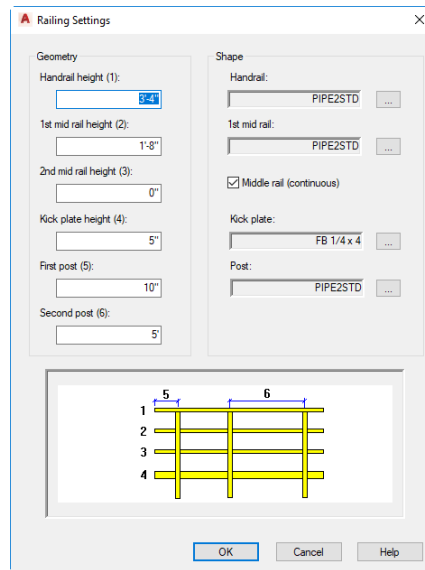 A Railing Settings
Geometry
Handrail height (1):
3'-4"
1st mid rail height (2):
1'-8"
2nd mid rail height (3):
0"
Kick plate height (4):
5"
First post (5):
10"
Second post (6):
5'
Shape
Handrail:
PIPE2STD ...
1st mid rail:
PIPE2STD ...
Middle rail (continuous)
Kick plate:
FB 1/4 x 4 ...
Post:
PIPE2STD ...
5 6
1
2
3
4
OK Cancel Help